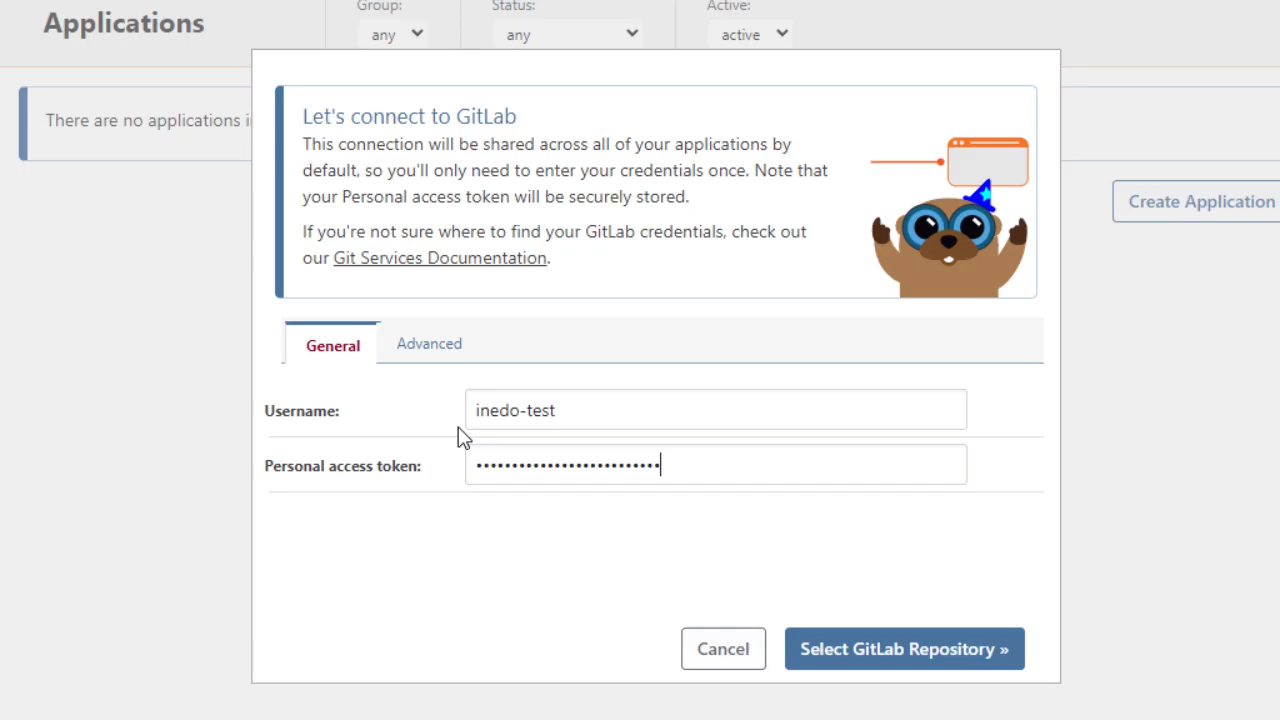 Applications
Group:
Status:
Active:
any
any
active
There are no applications
Create Application
Let's connect to GitLab
This connection will be shared across all of your applications by
default, so you'll only need to enter your credentials once. Note that
your Personal access token will be securely stored.
If you're not sure where to find your GitLab credentials, check out
our Git Services Documentation.
General
Advanced
Username:
inedo-test
Personal access token:
Cancel
Select GitLab Repository »